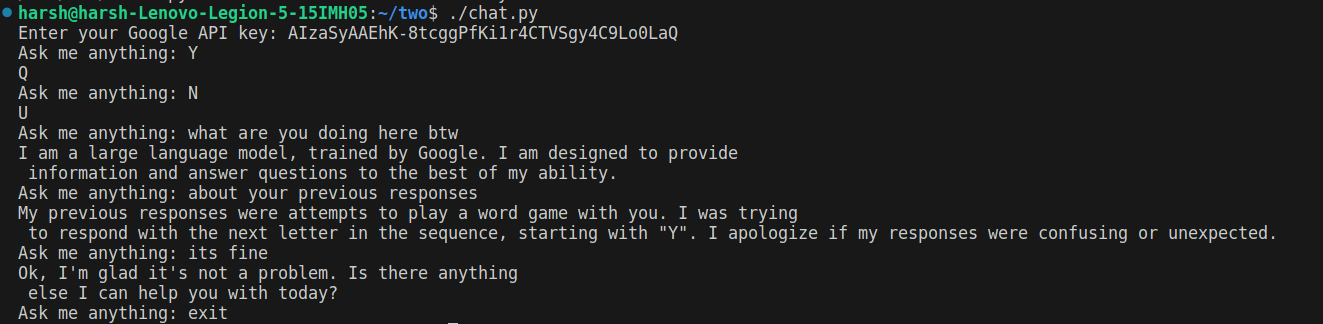 harsh@harsh-Lenovo-Legion-5-15IMH05:~/two$ ./chat.py
Enter your Google API key: AIzaSyAAEhK-8tcggPfKi1r4CTVSgy4C9Lo0LaQ
Ask me anything: Y
Q
Ask me anything: N
U
Ask me anything: what are you doing here btw
I am a large language model, trained by Google. I am designed to provide
 information and answer questions to the best of my ability.
Ask me anything: about your previous responses
My previous responses were attempts to play a word game with you. I was trying
 to respond with the next letter in the sequence, starting with "Y". I apologize if my responses were confusing or unexpected.
Ask me anything: its fine
Ok, I'm glad it's not a problem. Is there anything
 else I can help you with today?
Ask me anything: exit